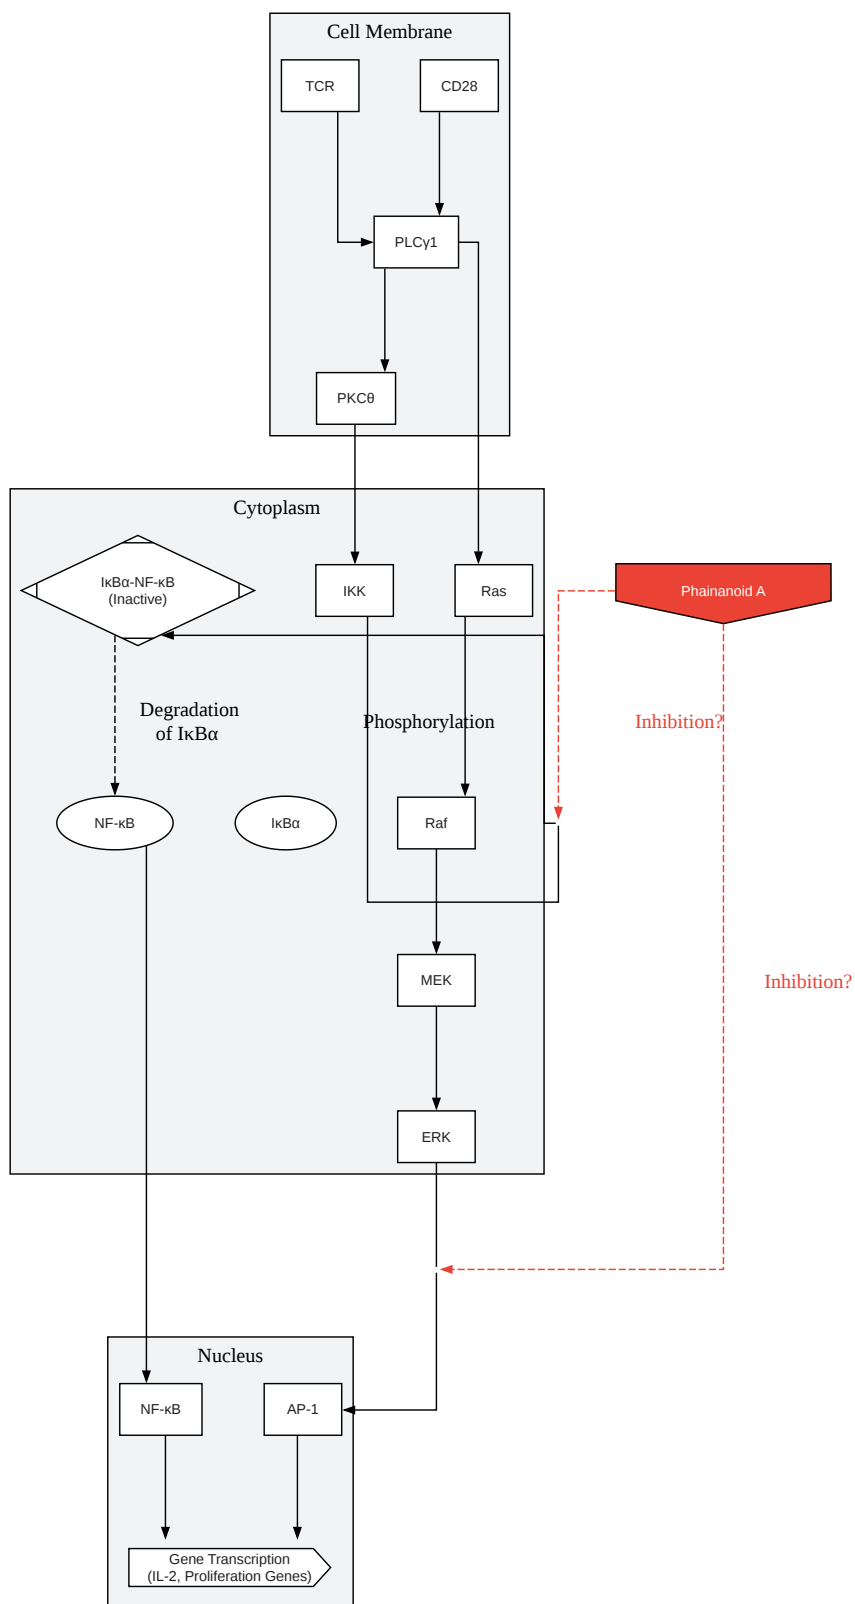 Cell Membrane
TCR
CD28
PLCγ1
PKCθ
Cytoplasm
IκBα-NF-κB
(Inactive)
IKK
Ras
Phainanoid A
Degradation
of IκBα
Phosphorylation
Inhibition?
NF-κB
IκBα
Raf
MEK
Inhibition?
ERK
Nucleus
NF-κB
AP-1
Gene Transcription
(IL-2, Proliferation Genes)